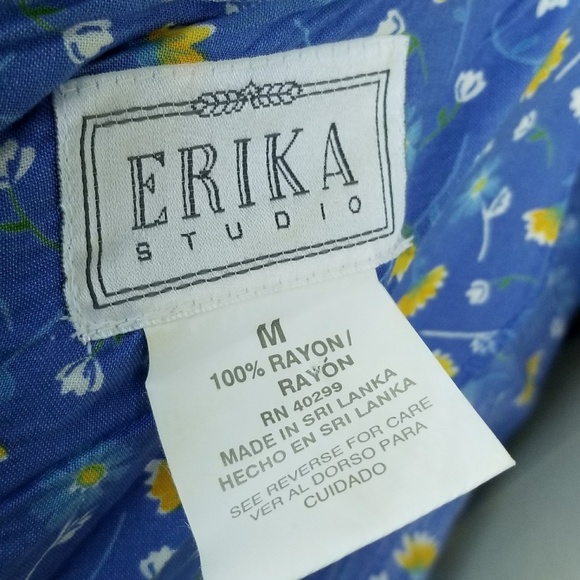 ERIKA
STUDIO
M
100% RAYON/
RAYÓN
RN 40299
MADE IN SRI LANKA
HECHO EN SRI LANKA
SEE REVERSE FOR CARE
VER AL DORSO PARA
CUIDADO